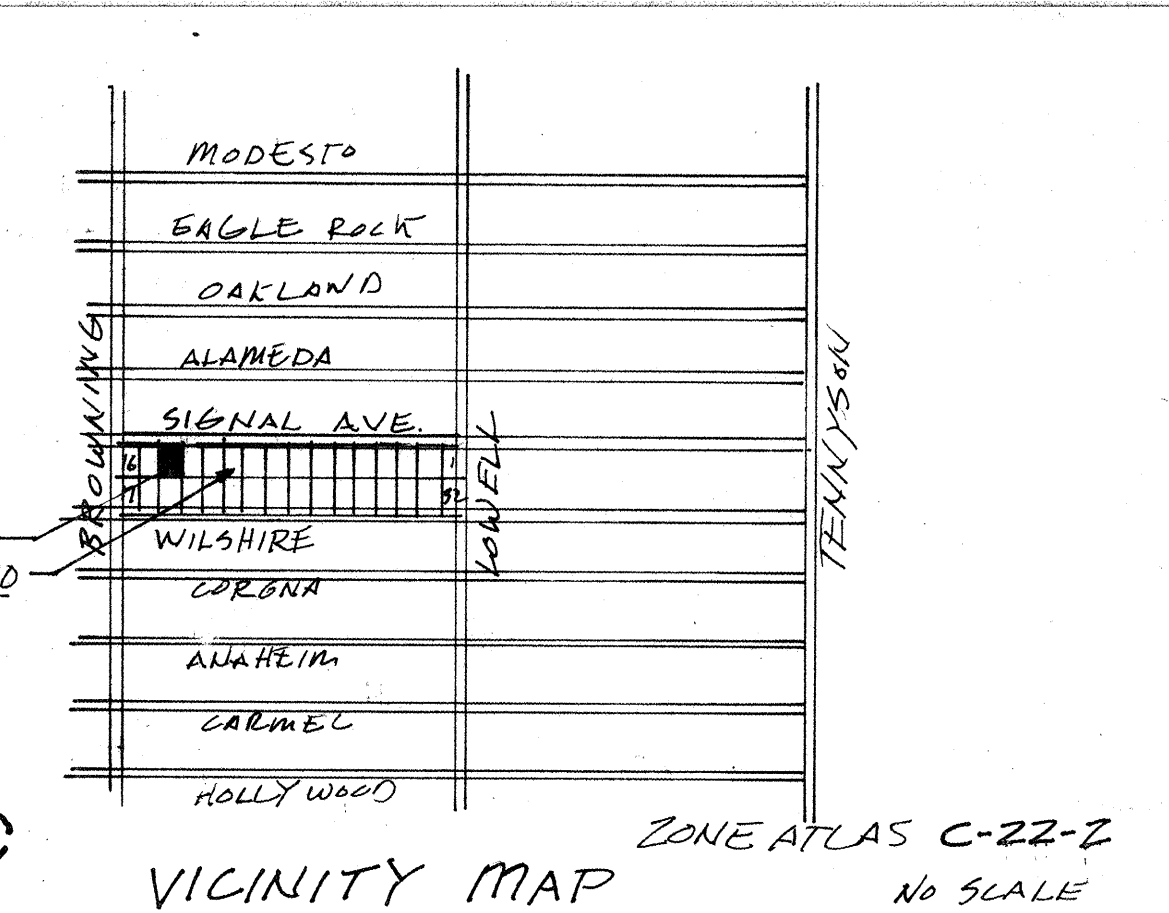 MODESTO
EAGLE ROCK
OAKLAND
ALAMEDA
SIGNAL AVE.
BROWNING
LOWELL
TENNYSON
16
1
17
32
WILSHIRE
CORONA
ANAHEIM
CARMEL
HOLLYWOOD
ZONE ATLAS C-22-Z
VICINITY MAP
NO SCALE